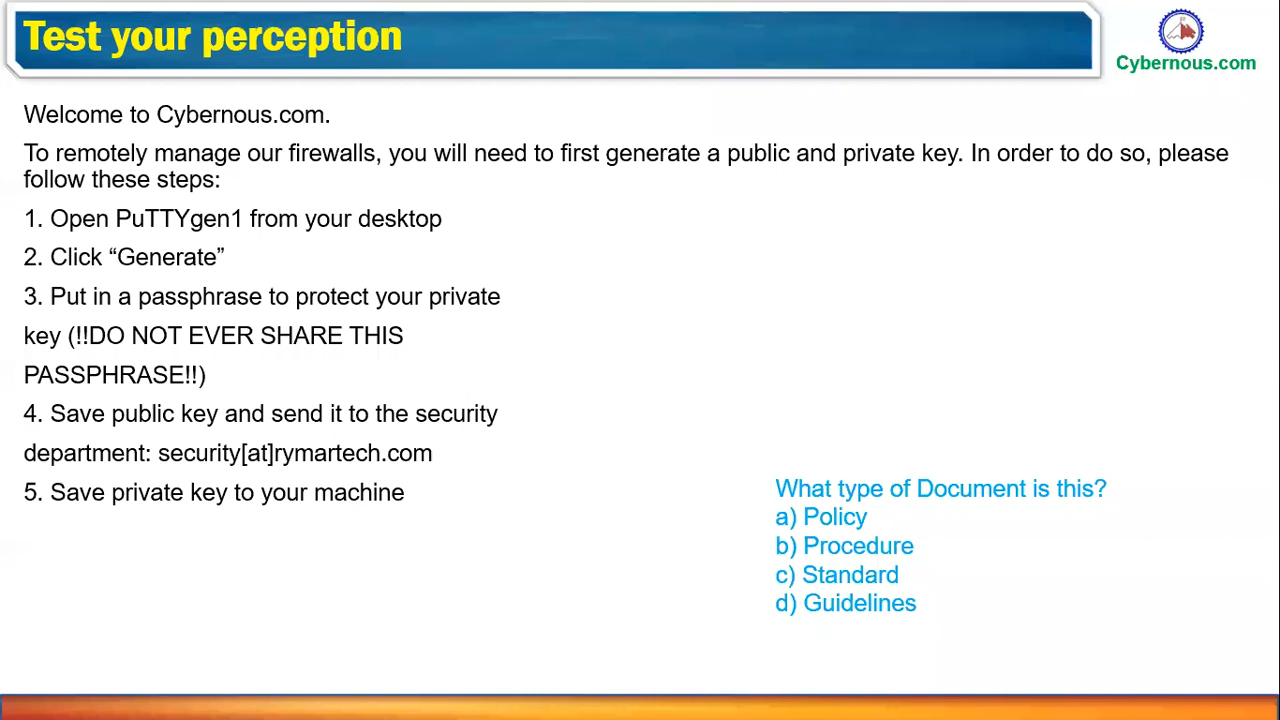 Test your perception
Cybernous.com
Welcome to Cybernous.com.
To remotely manage our firewalls, you will need to first generate a public and private key. In order to do so, please
follow these steps:
1. Open PuTTYgen1 from your desktop
2. Click “Generate”
3. Put in a passphrase to protect your private
key (!!DO NOT EVER SHARE THIS
PASSPHRASE!!)
4. Save public key and send it to the security
department: security[at]rymartech.com
5. Save private key to your machine
What type of Document is this?
a) Policy
b) Procedure
c) Standard
d) Guidelines